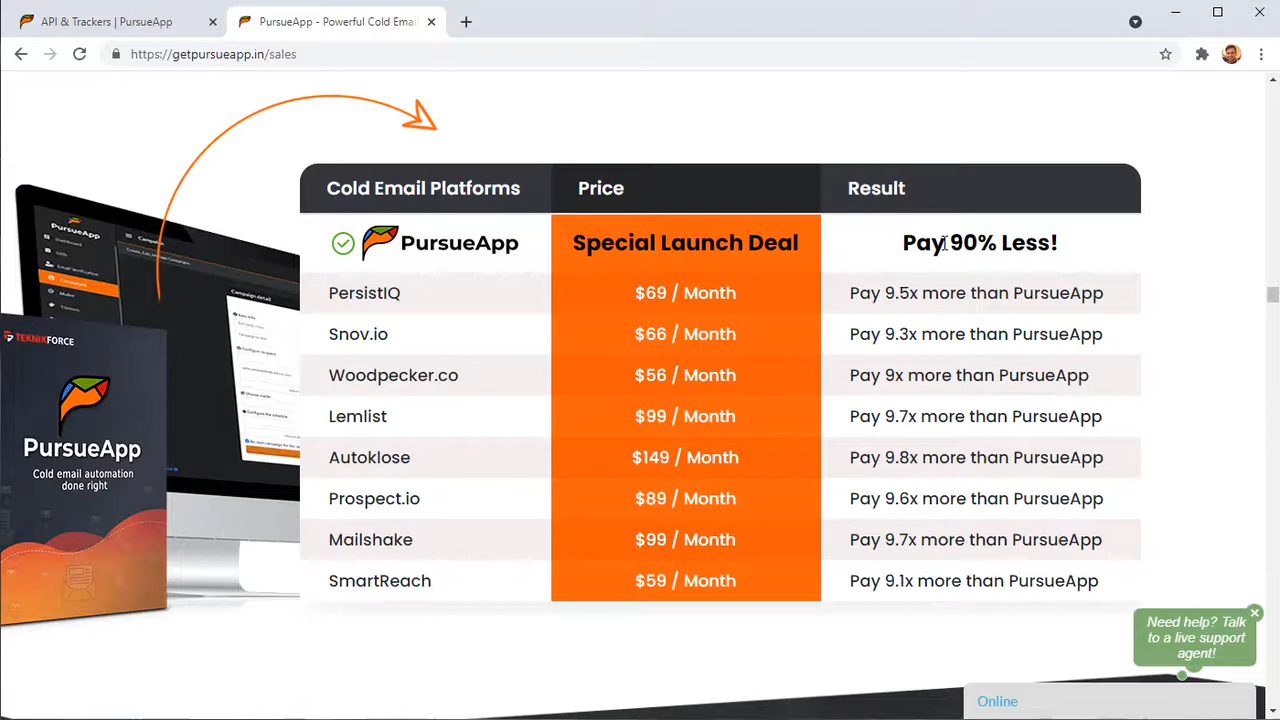 API & Trackers | PursueApp
PursueApp - Powerful Cold Emai
https://getpursueapp.in/sales
Cold Email Platforms Price Result
PursueApp Special Launch Deal Pay 90% Less!
PersistIQ $69 / Month Pay 9.5x more than PursueApp
Snov.io $66 / Month Pay 9.3x more than PursueApp
Woodpecker.co $56 / Month Pay 9x more than PursueApp
Lemlist $99 / Month Pay 9.7x more than PursueApp
Autoklose $149 / Month Pay 9.8x more than PursueApp
Prospect.io $89 / Month Pay 9.6x more than PursueApp
Mailshake $99 / Month Pay 9.7x more than PursueApp
SmartReach $59 / Month Pay 9.1x more than PursueApp
PursueApp
Dashboard
Campaign
Campaign detail
TEKNIKFORCE
PursueApp
Cold email automation
done right
Need help? Talk
to a live support
agent!
Online